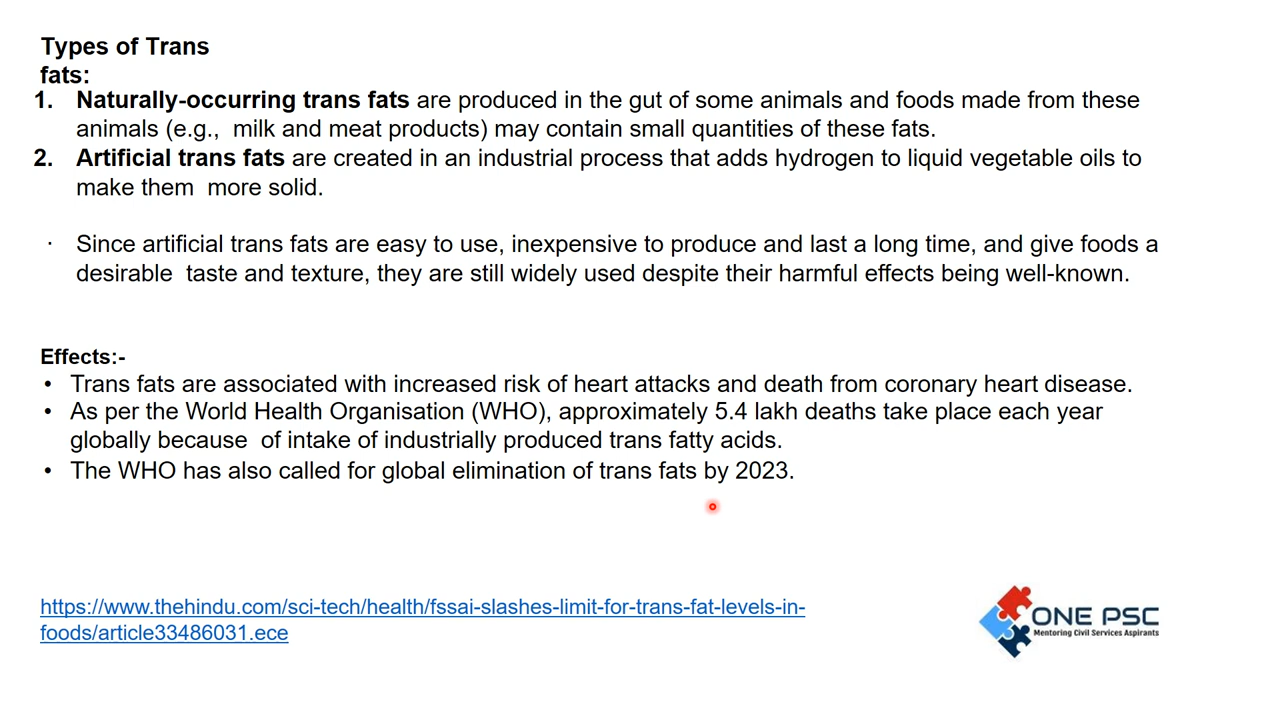 Types of Trans
fats:
1. Naturally-occurring trans fats are produced in the gut of some animals and foods made from these
animals (e.g.,  milk and meat products) may contain small quantities of these fats.
2. Artificial trans fats are created in an industrial process that adds hydrogen to liquid vegetable oils to
make them  more solid.
· Since artificial trans fats are easy to use, inexpensive to produce and last a long time, and give foods a
desirable  taste and texture, they are still widely used despite their harmful effects being well-known.
Effects:-
• Trans fats are associated with increased risk of heart attacks and death from coronary heart disease.
• As per the World Health Organisation (WHO), approximately 5.4 lakh deaths take place each year
globally because  of intake of industrially produced trans fatty acids.
• The WHO has also called for global elimination of trans fats by 2023.
https://www.thehindu.com/sci-tech/health/fssai-slashes-limit-for-trans-fat-levels-in-
foods/article33486031.ece
ONE PSC
Mentoring Civil Services Aspirants